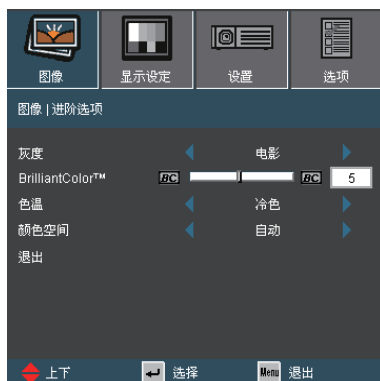 图像 显示设定 设置 选项
图像 | 进阶选项
灰度 电影
BrilliantColor™ BC BC 5
色温 冷色
颜色空间 自动
退出
上下 选择 Menu 退出